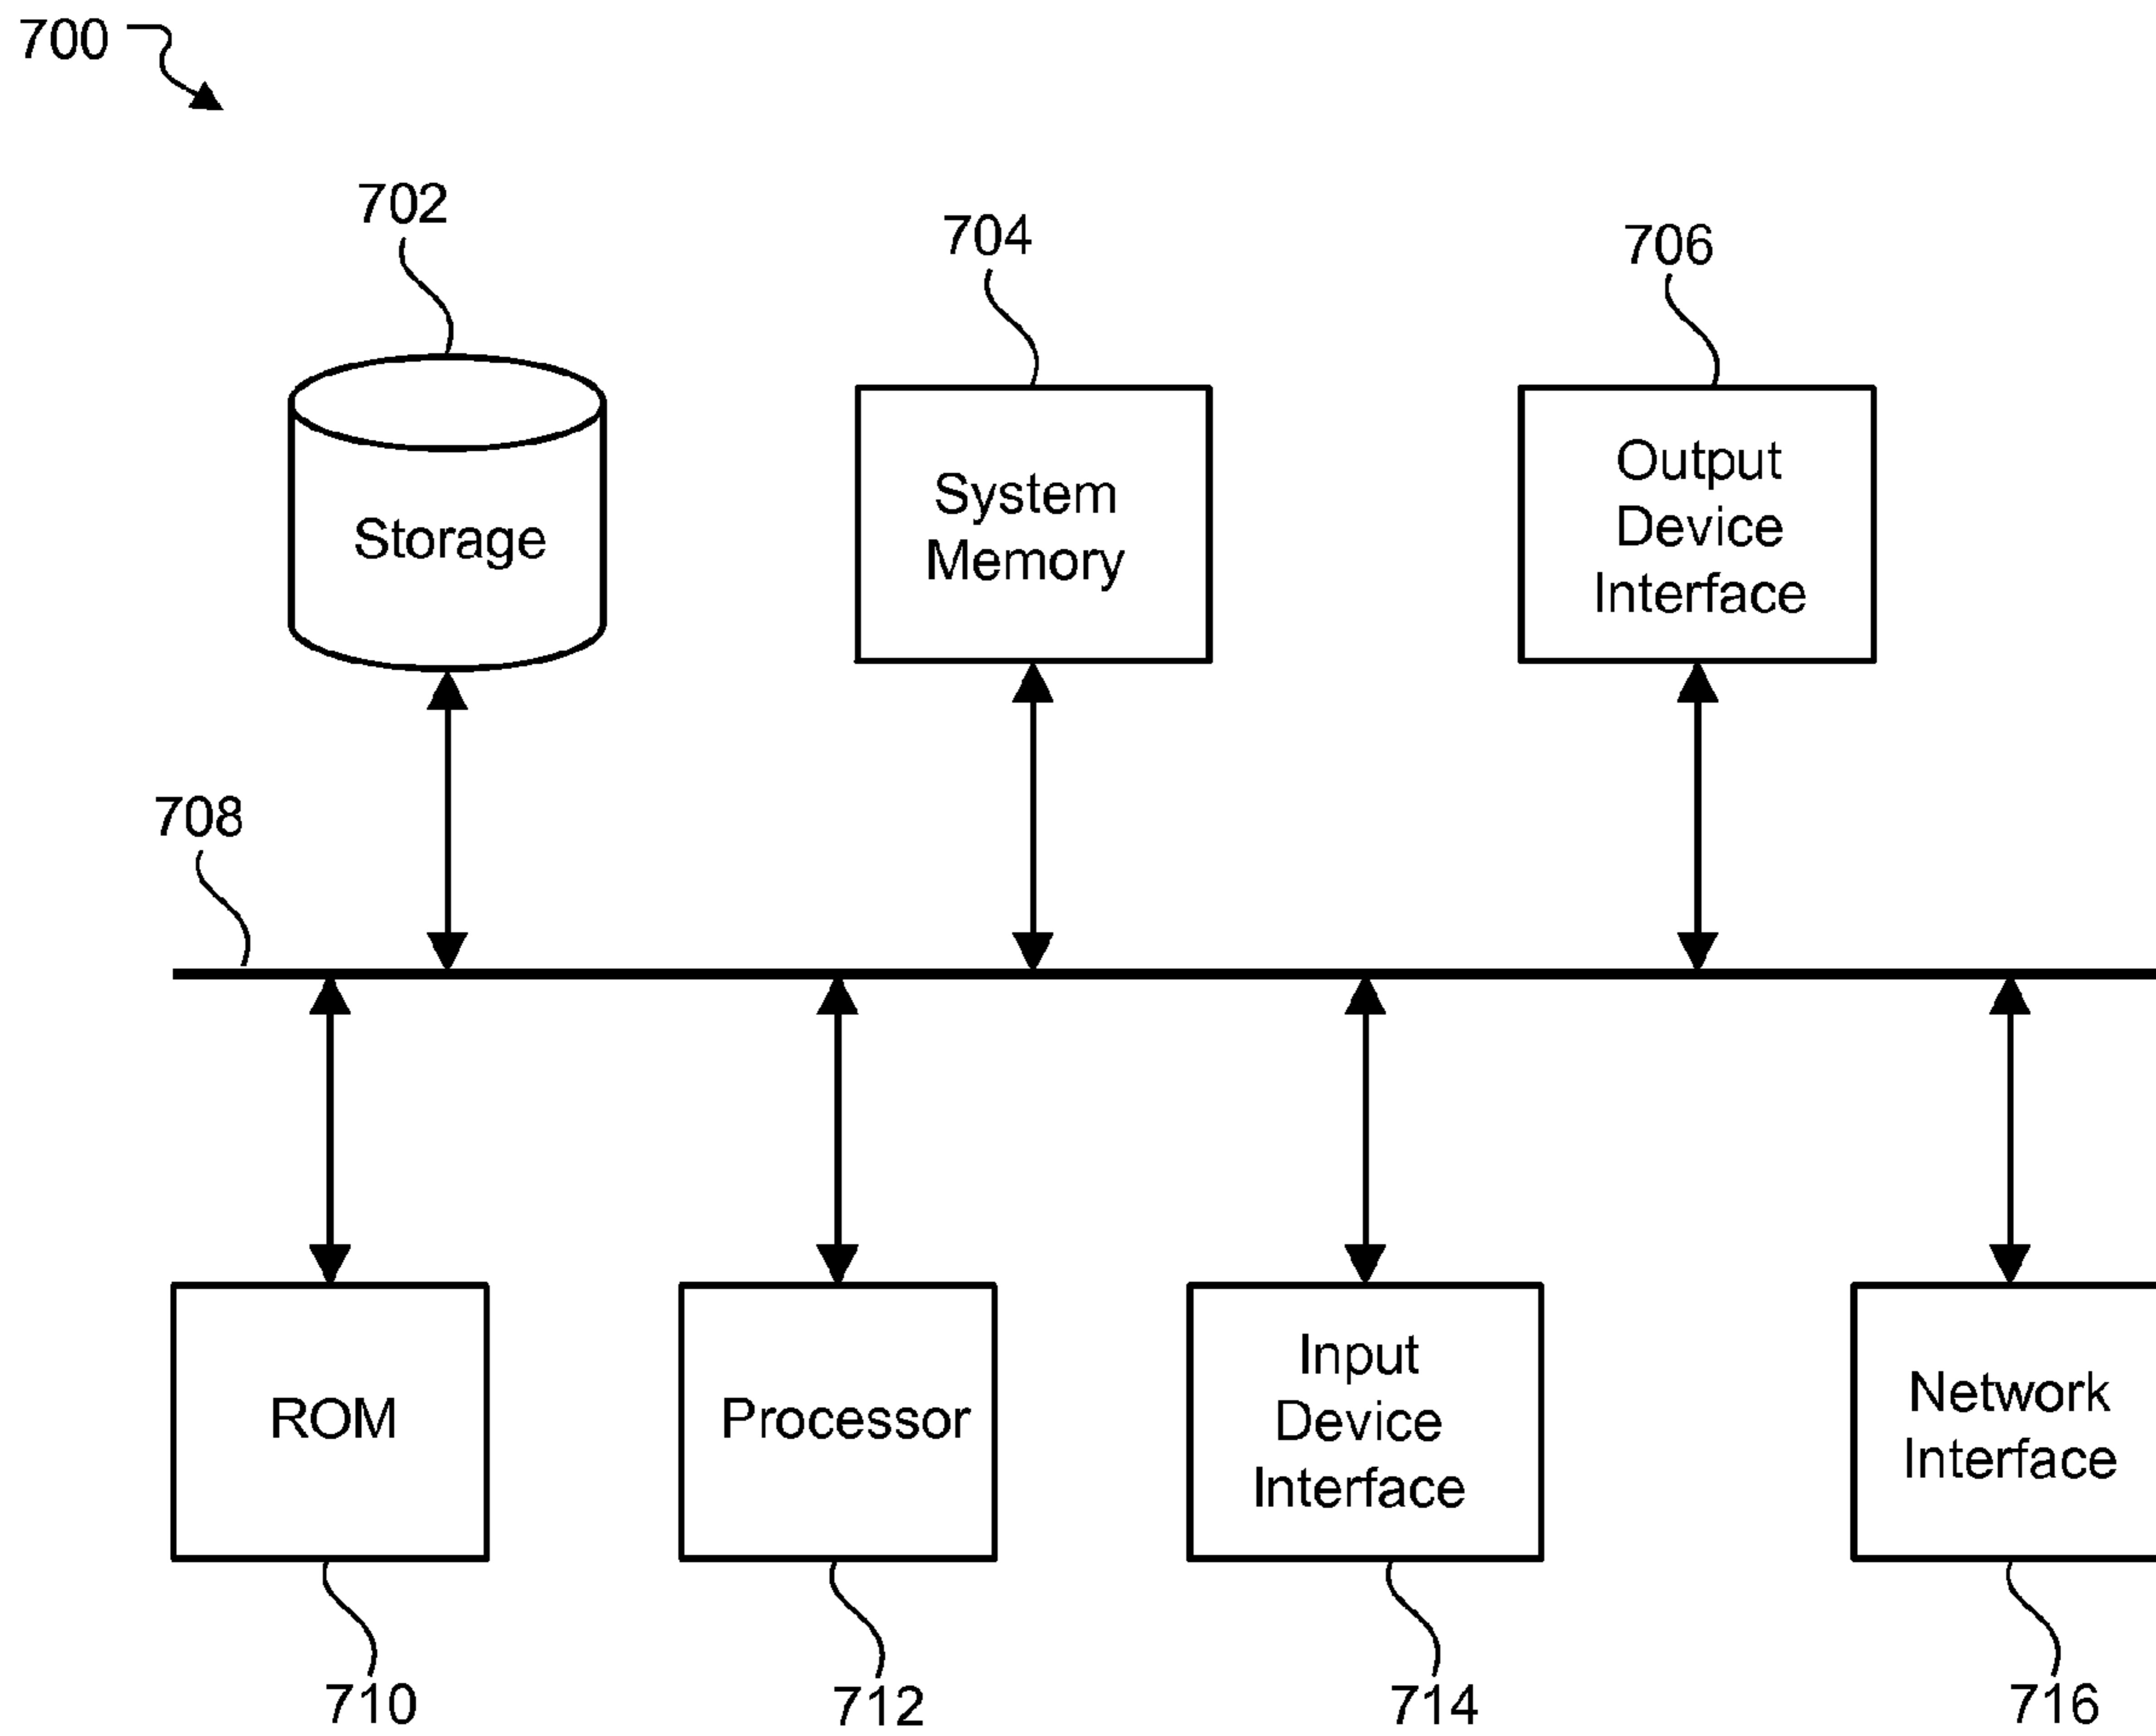 700
702
704
706
Storage
System
Memory
Output
Device
Interface
708
ROM
Processor
Input
Device
Interface
Network
Interface
710
712
714
716